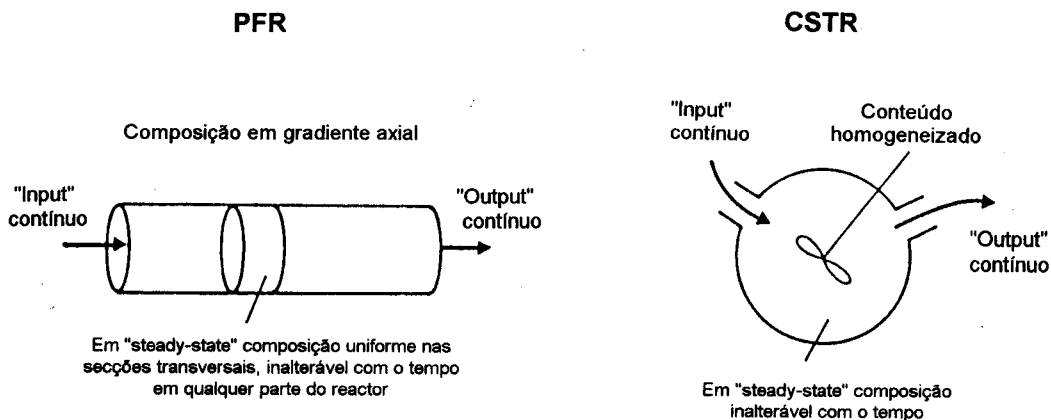 PFR
Composição em gradiente axial
"Input"
contínuo
"Output"
contínuo
Em "steady-state" composição uniforme nas
secções transversais, inalterável com o tempo
em qualquer parte do reactor
CSTR
"Input"
contínuo
Conteúdo
homogeneizado
"Output"
contínuo
Em "steady-state" composição
inalterável com o tempo